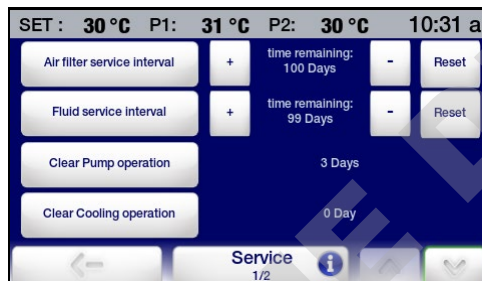 SET : 30 °C P1: 31 °C P2: 30 °C 10:31 a
Air filter service interval + time remaining: - Reset
100 Days
Fluid service interval + time remaining: - Reset
99 Days
Clear Pump operation 3 Days
Clear Cooling operation 0 Day
Service i
1/2